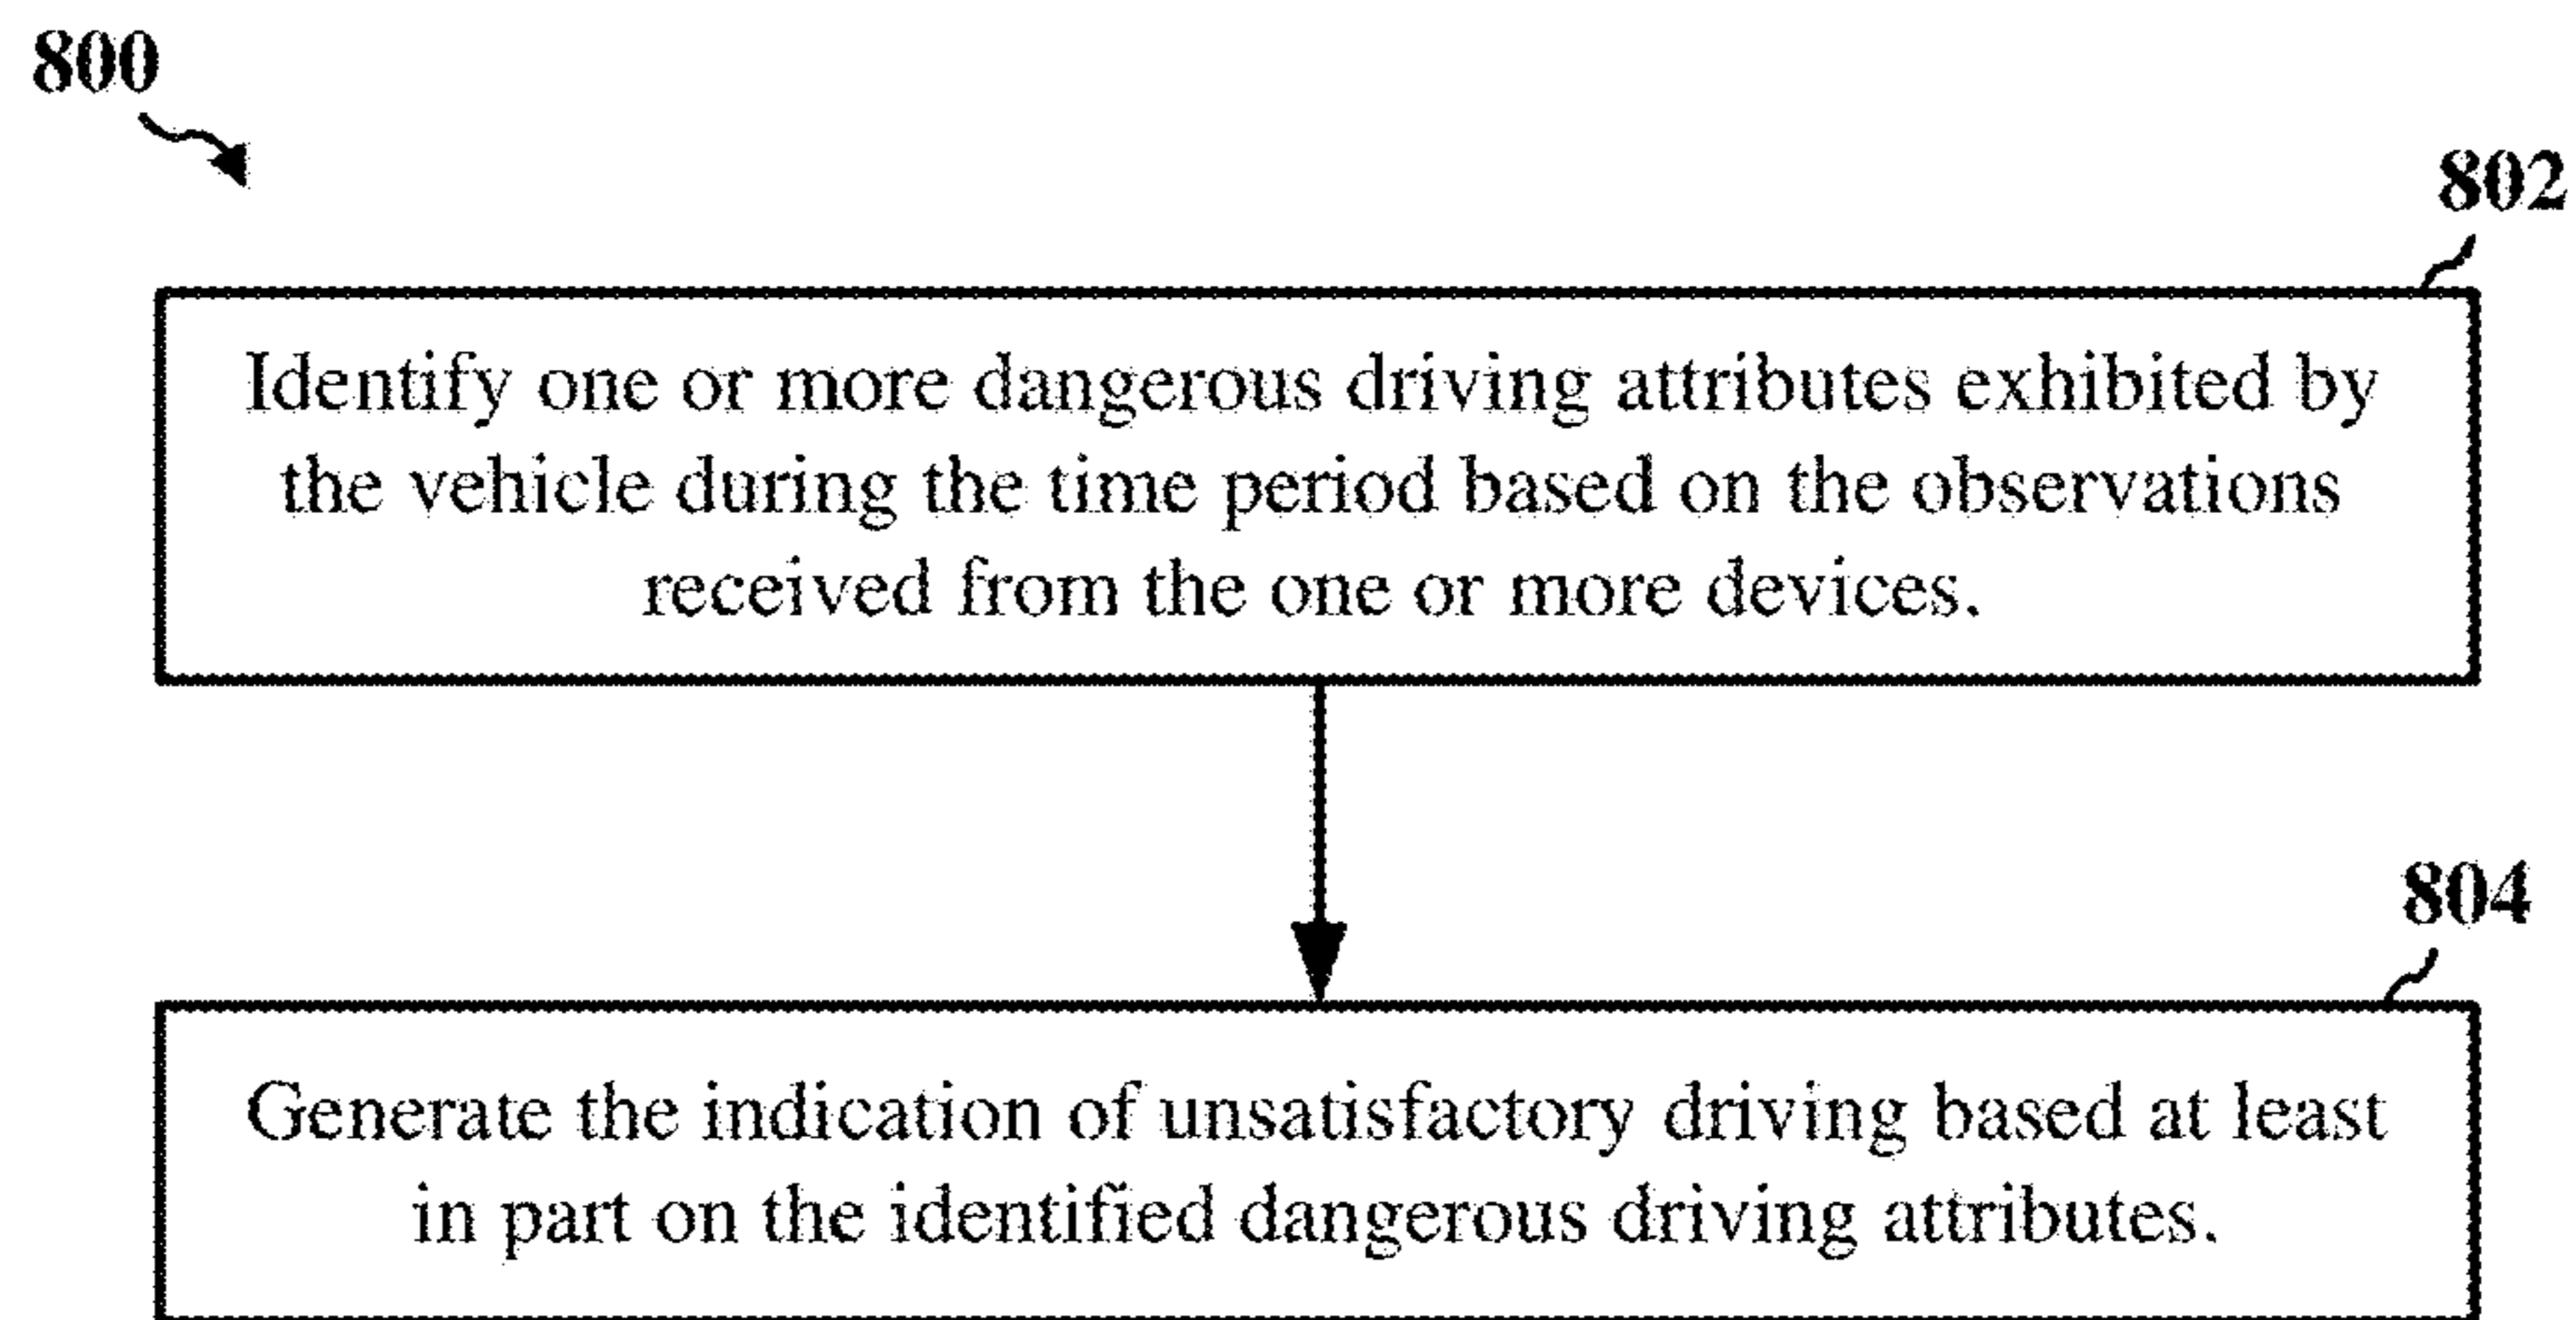 800
802
Identify one or more dangerous driving attributes exhibited by
the vehicle during the time period based on the observations
received from the one or more devices.
804
Generate the indication of unsatisfactory driving based at least
in part on the identified dangerous driving attributes.